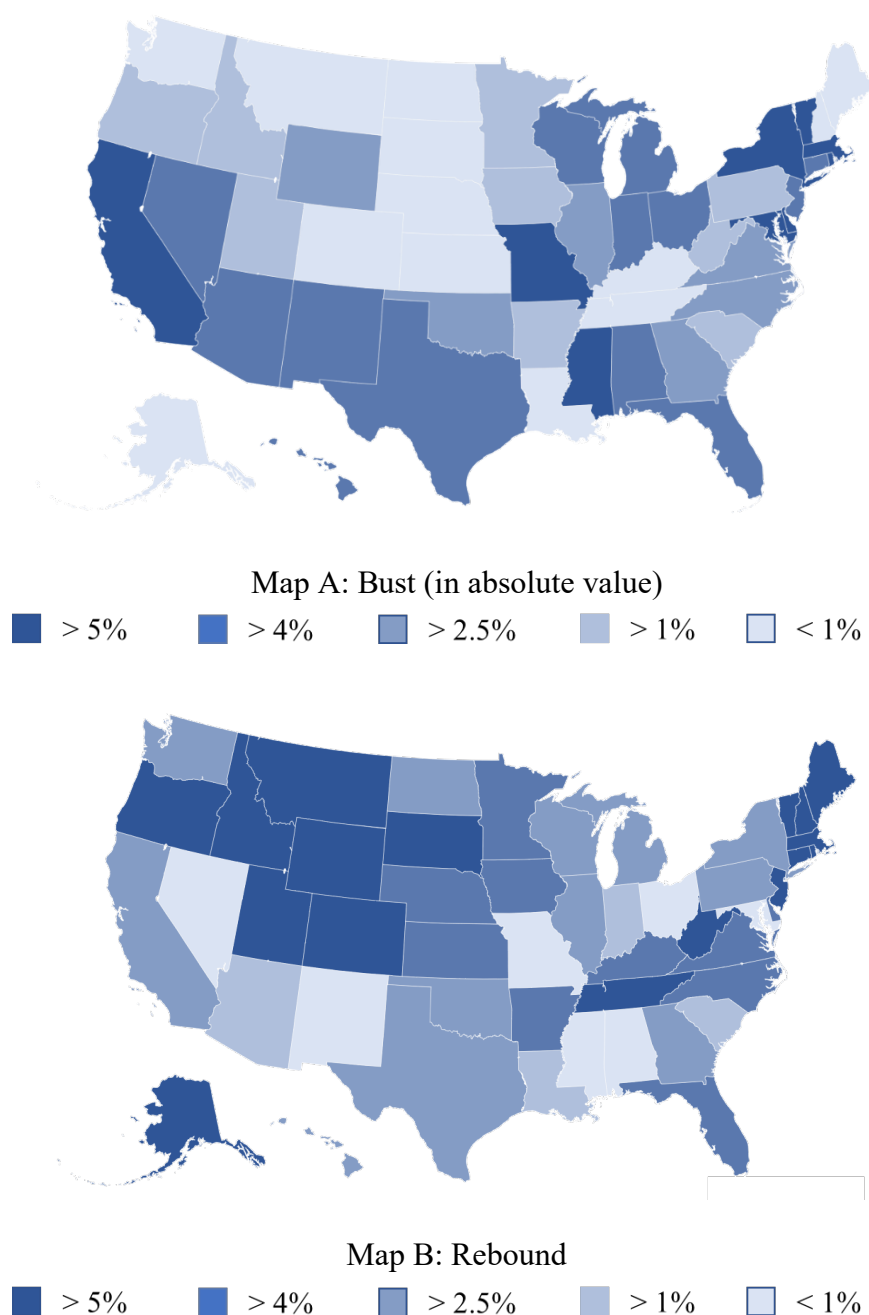 Map A: Bust (in absolute value)
> 5% > 4% > 2.5% > 1% < 1%
Map B: Rebound
> 5% > 4% > 2.5% > 1% < 1%